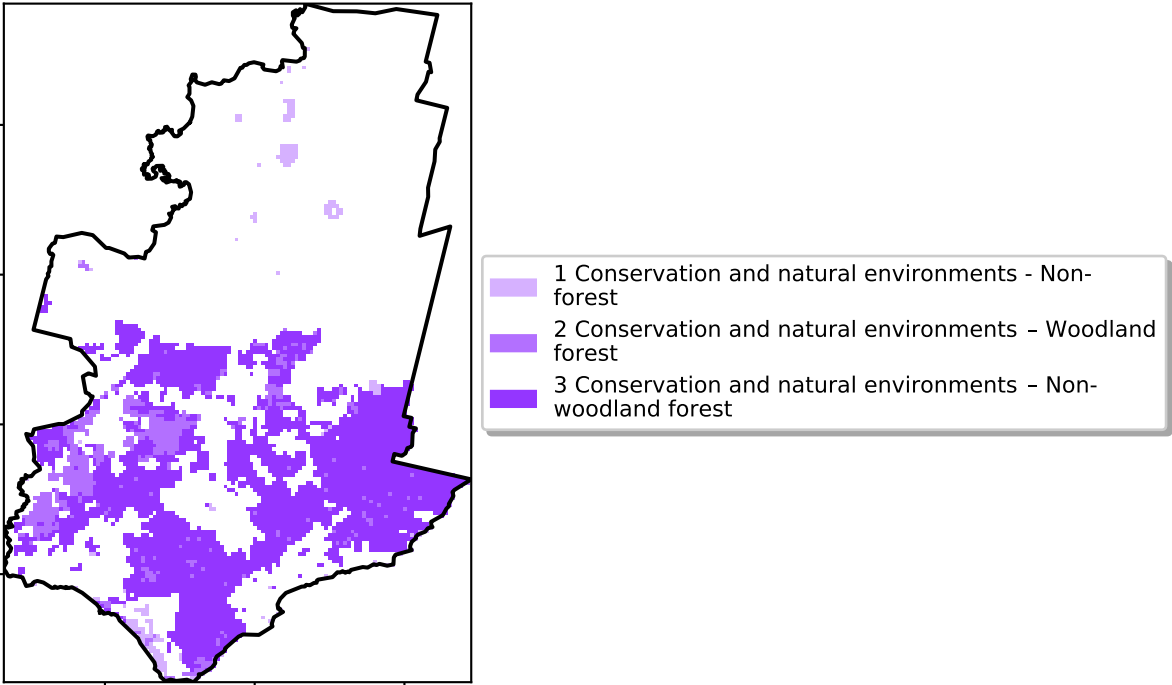 1 Conservation and natural environments - Non-
forest
2 Conservation and natural environments – Woodland
forest
3 Conservation and natural environments – Non-
woodland forest